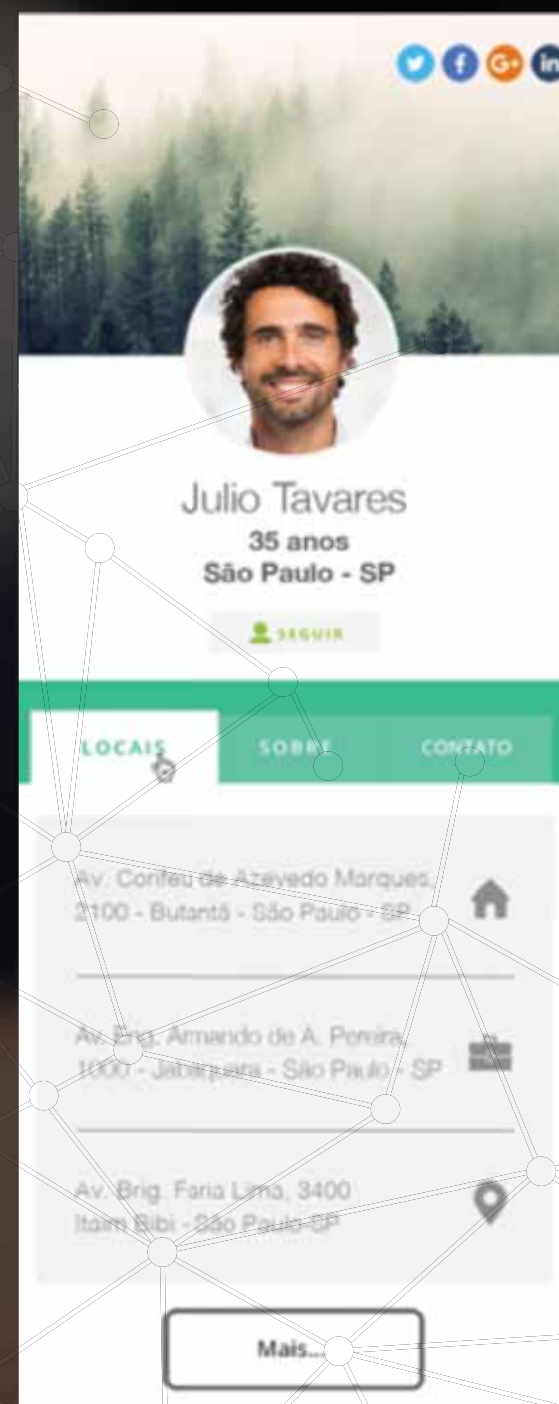 Julio Tavares
35 anos
São Paulo - SP
SEGUIR
LOCAIS
SOBRE
CONTATO
Av. Corifeu de Azevedo Marques,
2100 - Butantã - São Paulo - SP
Av. Eng. Armando de A. Pereira,
1000 - Jabaquara - São Paulo - SP
Av. Brig. Faria Lima, 3400
Itaim Bibi - São Paulo-SP
Mais...